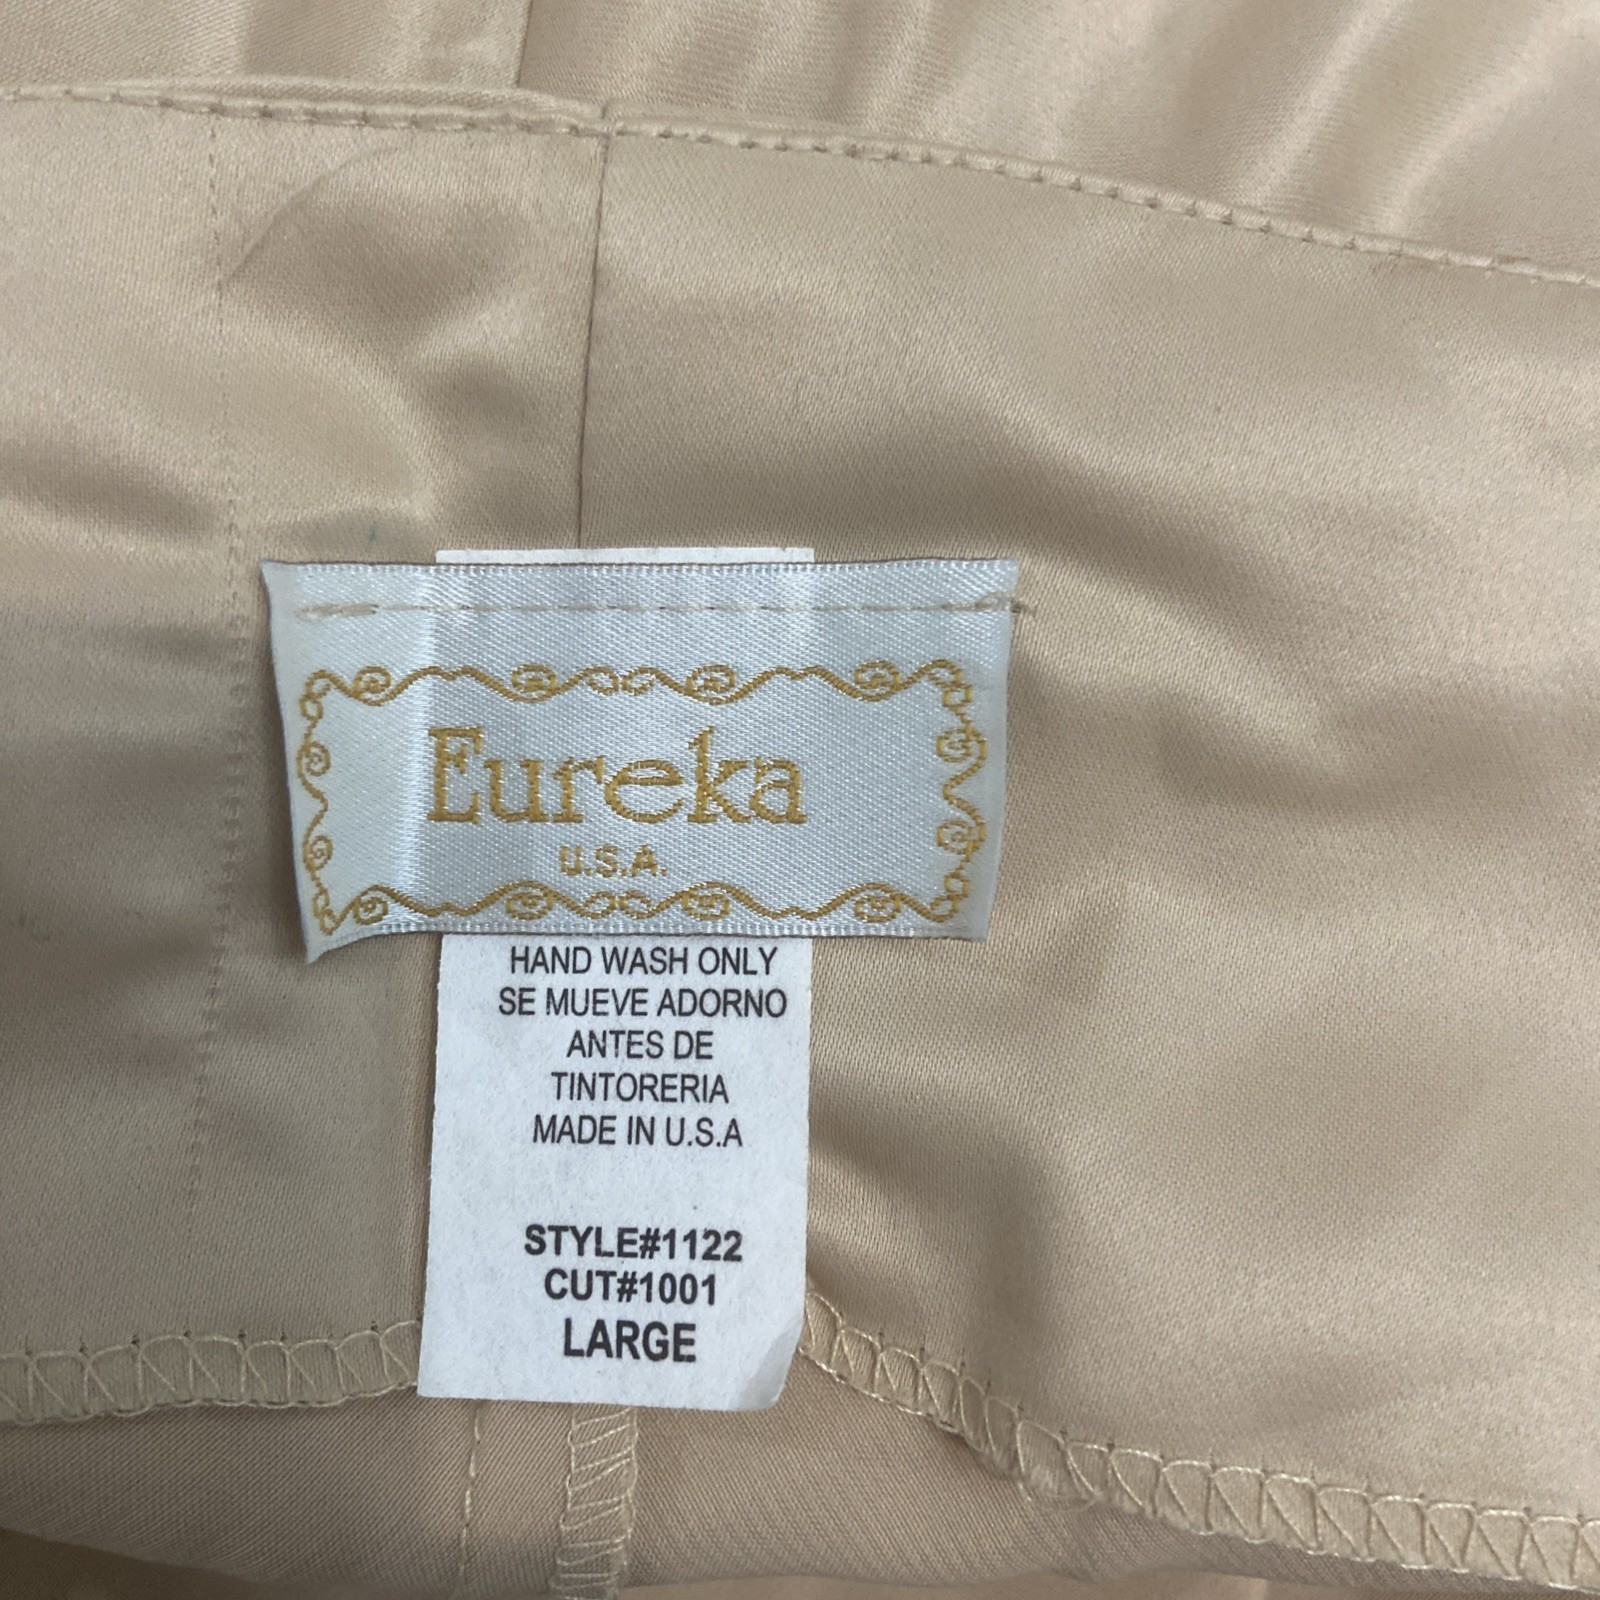 Eureka
U.S.A.
HAND WASH ONLY
SE MUEVE ADORNO
ANTES DE
TINTORERIA
MADE IN U.S.A
STYLE#1122
CUT#1001
LARGE